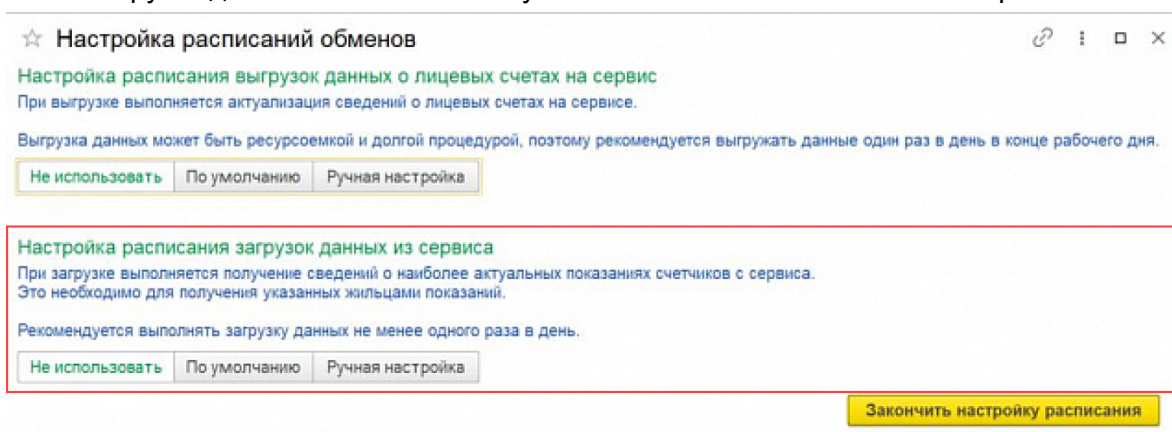 Настройка расписаний обменов
Настройка расписания выгрузок данных о лицевых счетах на сервис
При выгрузке выполняется актуализация сведений о лицевых счетах на сервисе.
Выгрузка данных может быть ресурсоемкой и долгой процедурой, поэтому рекомендуется выгружать данные один раз в день в конце рабочего дня.
Не использовать По умолчанию Ручная настройка
Настройка расписания загрузок данных из сервиса
При загрузке выполняется получение сведений о наиболее актуальных показаниях счетчиков с сервиса.
Это необходимо для получения указанных жильцами показаний.
Рекомендуется выполнять загрузку данных не менее одного раза в день.
Не использовать По умолчанию Ручная настройка
Закончить настройку расписания